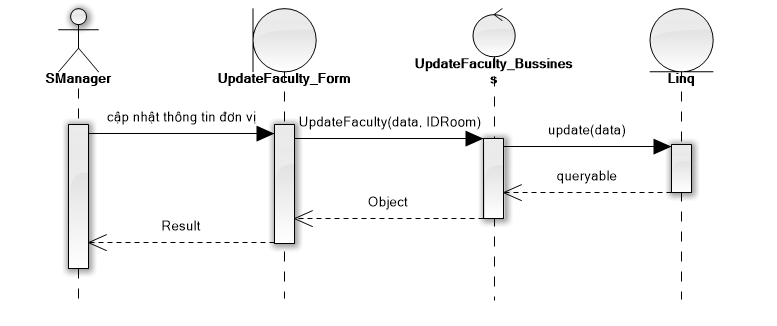 SManager
UpdateFaculty_Form
UpdateFaculty_Bussines
s
Linq
cập nhật thông tin đơn vị
UpdateFaculty(data, IDRoom)
update(data)
queryable
Object
Result